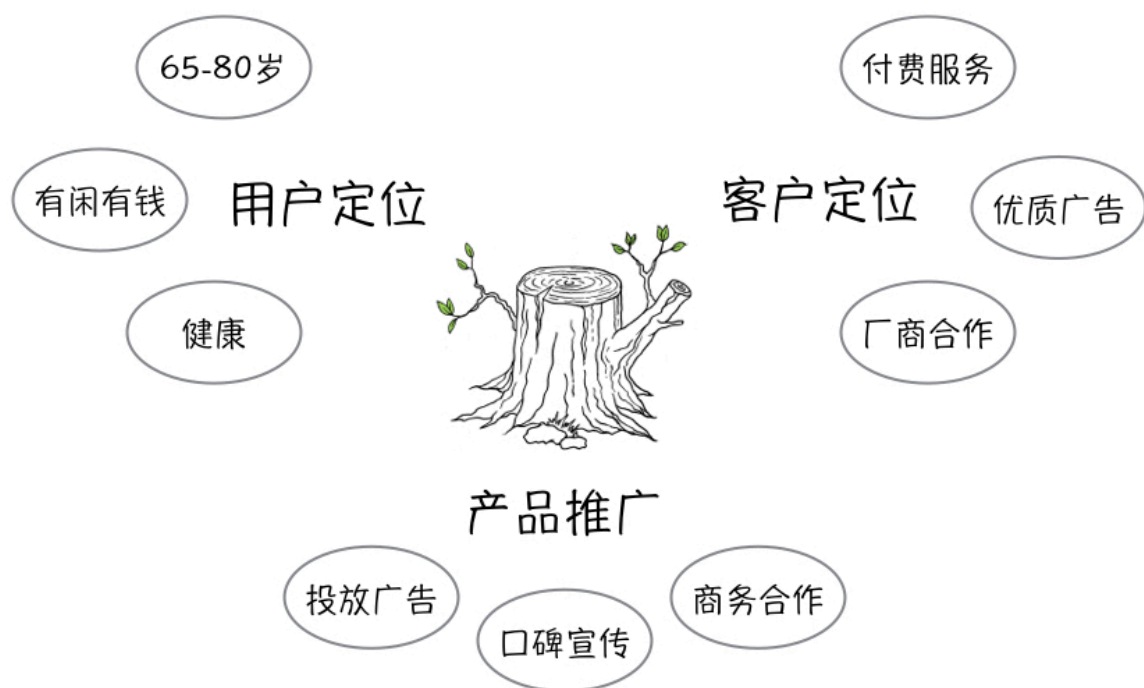 65-80岁
有闲有钱
用户定位
健康
付费服务
客户定位
优质广告
厂商合作
产品推广
投放广告
口碑宣传
商务合作